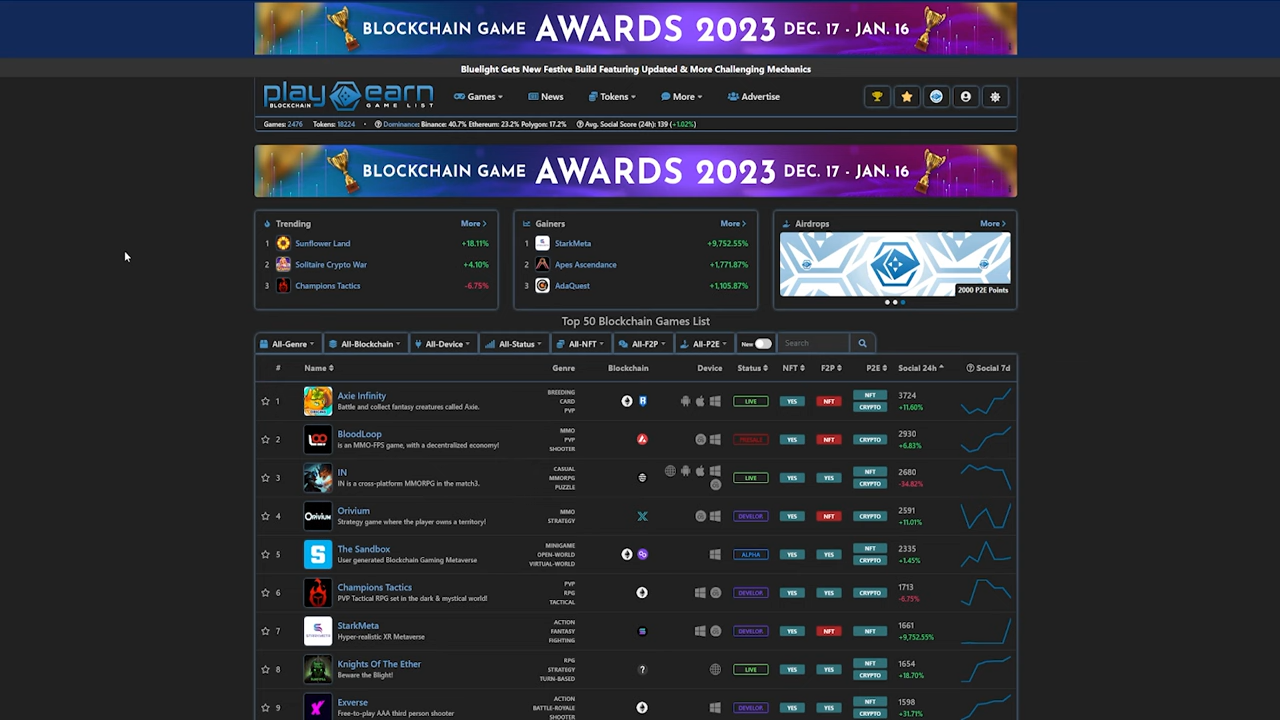 BLOCKCHAIN GAME AWARDS 2023 DEC. 17 - JAN. 16
Bluelight Gets New Festive Build Featuring Updated & More Challenging Mechanics
play earn
BLOCKCHAIN GAME LIST
Games News Tokens More Advertise
Games: 2476 Tokens: 18224 • Dominance: Binance: 40.7% Ethereum: 23.2% Polygon: 17.2% Avg. Social Score (24h): 139 (+1.02%)
BLOCKCHAIN GAME AWARDS 2023 DEC. 17 - JAN. 16
Trending More >
1 Sunflower Land +18.11%
2 Solitaire Crypto War +4.10%
3 Champions Tactics -6.75%
Gainers More >
1 StarkMeta +9,752.55%
2 Apes Ascendance +1,771.87%
3 AdaQuest +1,105.87%
Airdrops More >
2000 P2E Points
Top 50 Blockchain Games List
All-Genre All-Blockchain All-Device All-Status All-NFT All-F2P All-P2E New Search
# Name Genre Blockchain Device Status NFT F2P P2E Social 24h Social 7d
1 Axie Infinity
Battle and collect fantasy creatures called Axie.
BREEDING
CARD
PVP
LIVE YES NFT NFT
CRYPTO
3724
+11.60%
2 BloodLoop
is an MMO-FPS game, with a decentralized economy!
MMO
PVP
SHOOTER
PRESALE YES NFT CRYPTO
2930
+6.83%
3 IN
IN is a cross-platform MMORPG in the match3.
CASUAL
MMORPG
PUZZLE
LIVE YES YES NFT
CRYPTO
2680
-34.82%
4 Orivium
Orivium
Strategy game where the player owns a territory!
MMO
STRATEGY
DEVELOP YES NFT CRYPTO
2591
+11.01%
5 The Sandbox
User generated Blockchain Gaming Metaverse
MINIGAME
OPEN-WORLD
VIRTUAL-WORLD
ALPHA YES YES NFT
CRYPTO
2335
+1.45%
6 Champions Tactics
PVP Tactical RPG set in the dark & mystical world!
PVP
RPG
TACTICAL
DEVELOP YES YES CRYPTO
1713
-6.75%
7 StarkMeta
Hyper-realistic XR Metaverse
ACTION
FANTASY
FIGHTING
DEVELOP YES NFT NFT
1661
+9,752.55%
8 Knights Of The Ether
Beware the Blight!
RPG
STRATEGY
TURN-BASED
? LIVE YES YES NFT
CRYPTO
1654
+18.70%
9 Exverse
Free-to-play AAA third person shooter
ACTION
BATTLE-ROYALE
SHOOTER
DEVELOP YES YES NFT
CRYPTO
1598
+31.71%